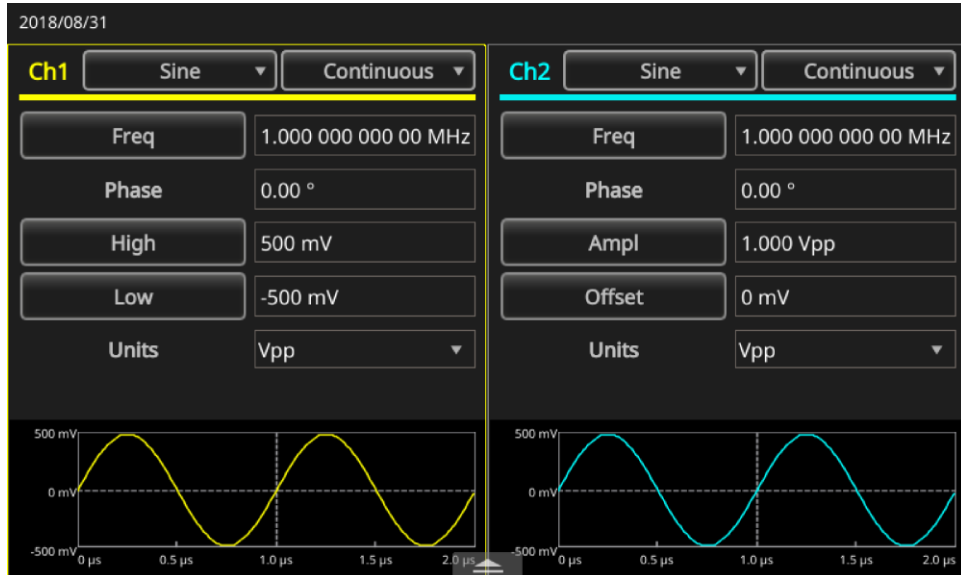 2018/08/31
Ch1 Sine Continuous
Freq 1.000 000 000 00 MHz
Phase 0.00 °
High 500 mV
Low -500 mV
Units Vpp
500 mV
0 mV
-500 mV
0 µs 0.5 µs 1.0 µs 1.5 µs 2.0 µs
Ch2 Sine Continuous
Freq 1.000 000 000 00 MHz
Phase 0.00 °
Ampl 1.000 Vpp
Offset 0 mV
Units Vpp
500 mV
0 mV
-500 mV
0 µs 0.5 µs 1.0 µs 1.5 µs 2.0 µs